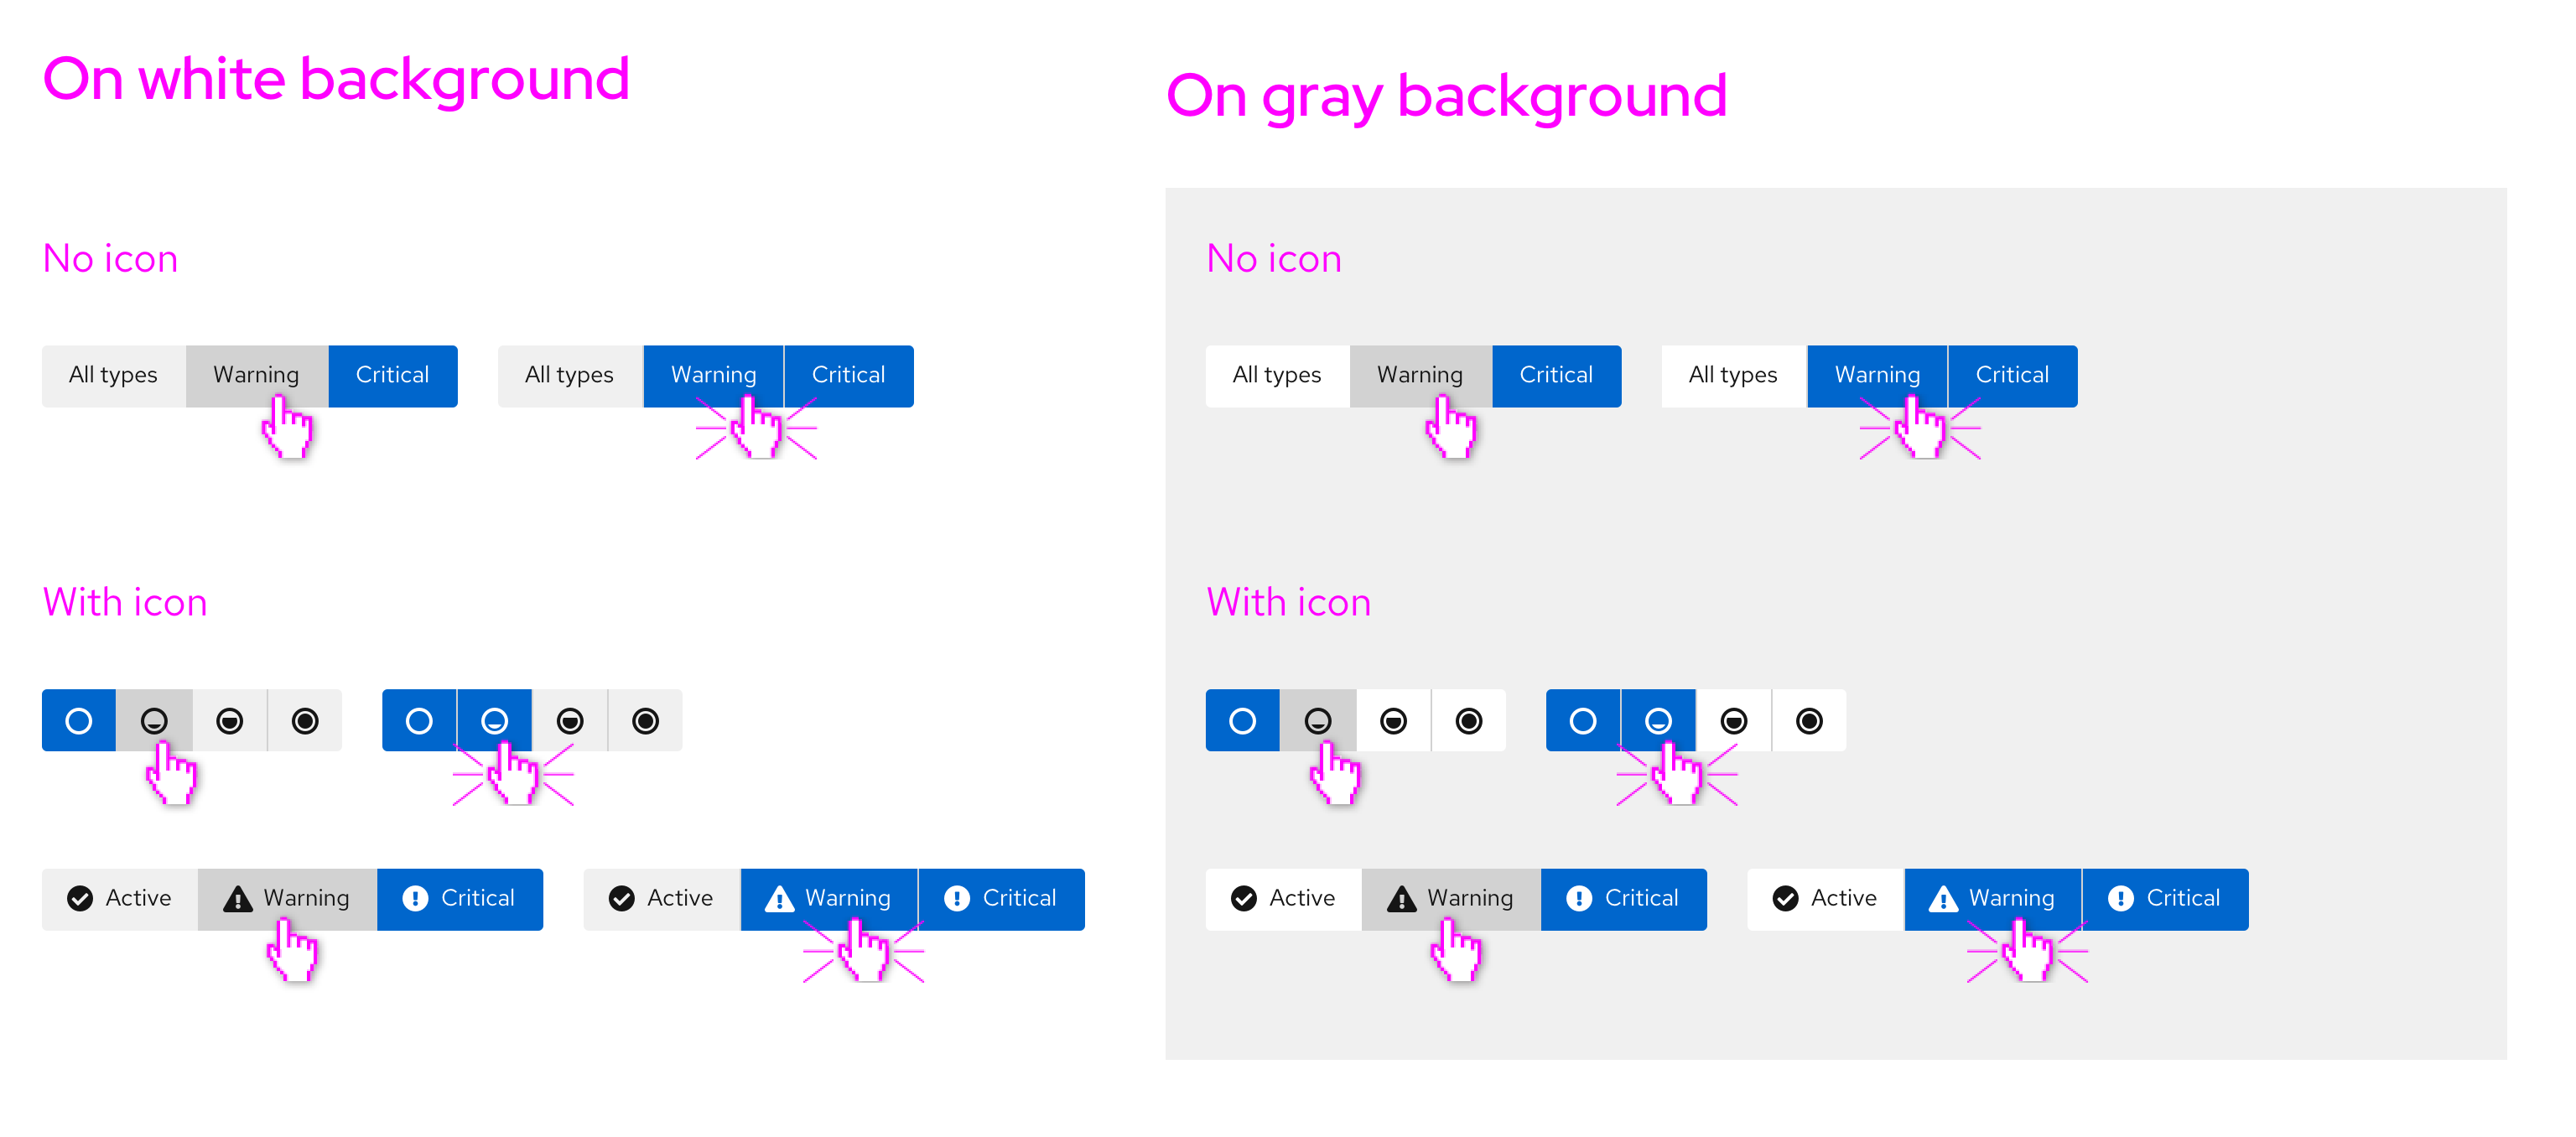 On white background
No icon
All types Warning Critical
All types Warning Critical
With icon
Active Warning Critical
Active Warning Critical
On gray background
No icon
All types Warning Critical
All types Warning Critical
With icon
Active Warning Critical
Active Warning Critical